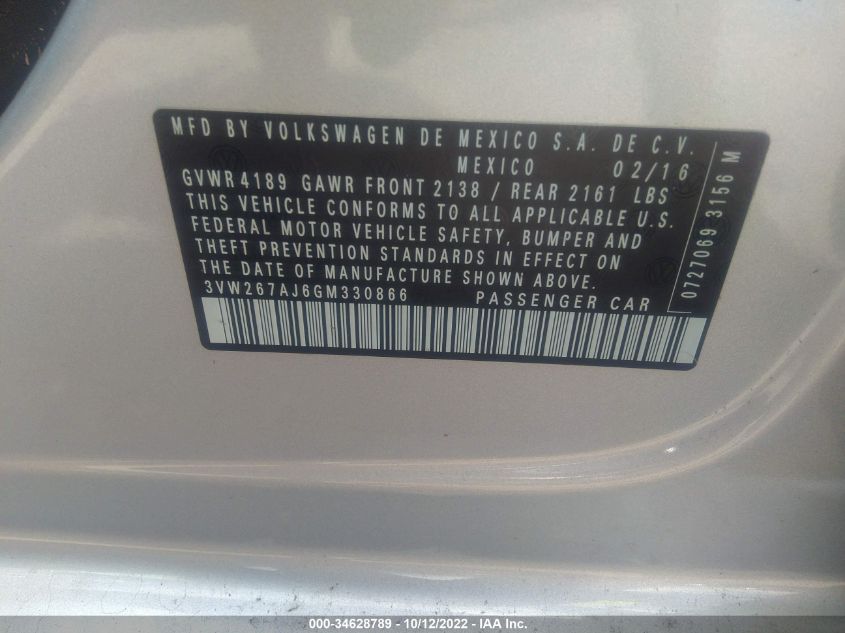 MFD BY VOLKSWAGEN DE MEXICO S.A. DE C.V.
MEXICO 02/16
GVWR 4189 GAWR FRONT 2138 / REAR 2161 LBS
THIS VEHICLE CONFORMS TO ALL APPLICABLE U.S.
FEDERAL MOTOR VEHICLE SAFETY, BUMPER AND
THEFT PREVENTION STANDARDS IN EFFECT ON
THE DATE OF MANUFACTURE SHOWN ABOVE.
3VW267AJ6GM330866 PASSENGER CAR
0727069 3156 M
000-34628789 - 10/12/2022 - IAA Inc.